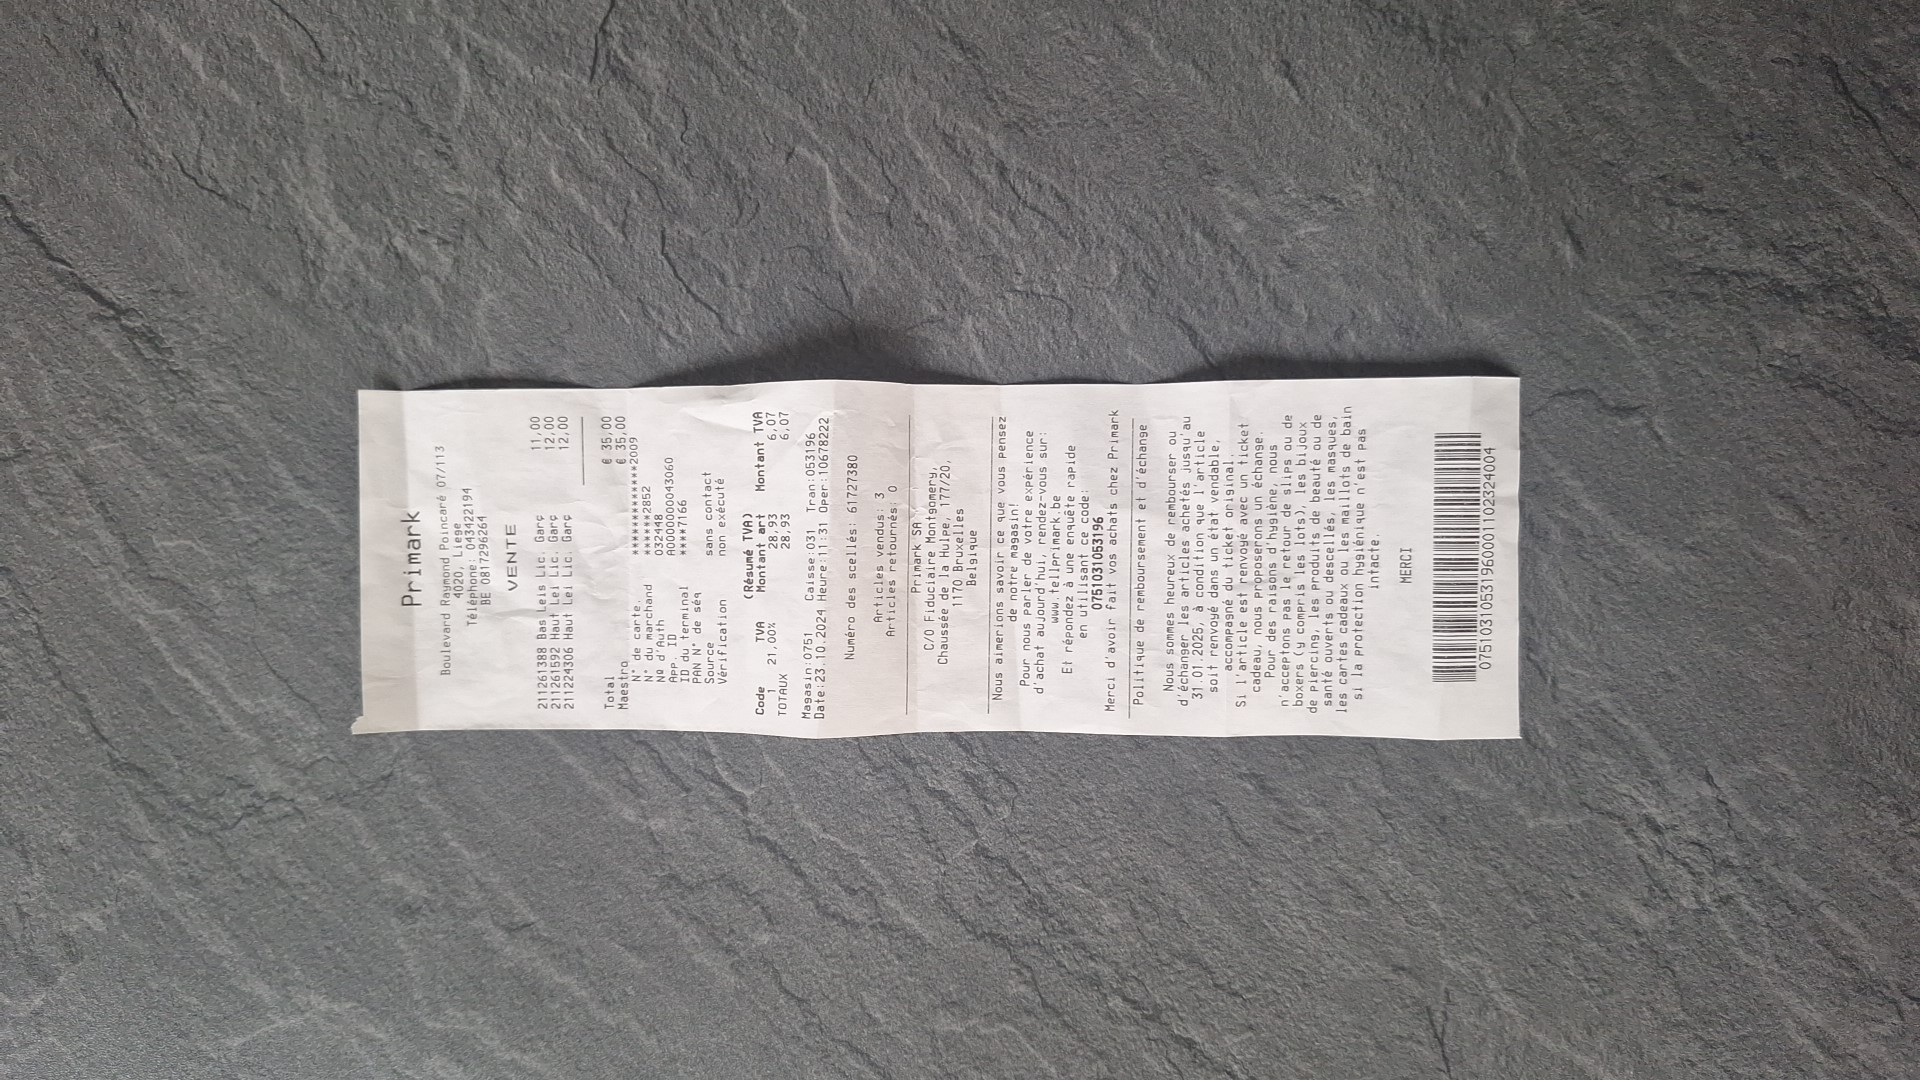 Primark
Boulevard Raymond Poincaré 07/113
4020, Liege
Téléphone: 043422194
BE 0817296264
VENTE
211261388 Bas Leis Lic. Garç 11,00
211261592 Haut Lei Lic. Garç 12,00
211224306 Haut Lei Lic. Garç 12,00
Total € 35,00
Maestro € 35,00
N° de carte. ***************2009
N° du marchand ******2852
Nº d'Auth 032448
App. ID A0000000043060
ID du terminal ****7166
PAN N° de séq
Source sans contact
Vérification non exécuté
(Résumé TVA)
Code TVA Montant art Montant TVA
1 21,00% 28,93 6,07
TOTAUX 28,93 6,07
Magasin:0751 Caisse:031 Tran:053196
Date:23.10.2024 Heure:11:31 Oper:10678222
Numéro des scellés: 61727380
Articles vendus: 3
Articles retournés: 0
Primark SA
C/O Fiduciaire Montgomery,
Chaussée de la Hulpe, 177/20,
1170 Bruxelles
Belgique
Nous aimerions savoir ce que vous pensez
de notre magasin!
Pour nous parler de votre expérience
d'achat aujourd'hui, rendez-vous sur:
www.tellprimark.be
Et répondez à une enquête rapide
en utilisant ce code:
0751031053196
Merci d'avoir fait vos achats chez Primark
Politique de remboursement et d'échange
Nous sommes heureux de rembourser ou
d'échanger les articles achetés jusqu'au
31.01.2025, à condition que l'article
soit renvoyé dans un état vendable,
accompagné du ticket original.
Si l'article est renvoyé avec un ticket
cadeau, nous proposerons un échange.
Pour des raisons d'hygiène, nous
n'acceptons pas le retour de slips ou de
boxers (y compris les lots), les bijoux
de piercing, les produits de beauté ou de
santé ouverts ou descellés, les masques,
les cartes cadeaux ou les maillots de bain
si la protection hygiénique n'est pas
intacte.
MERCI
07510310531960001102324004